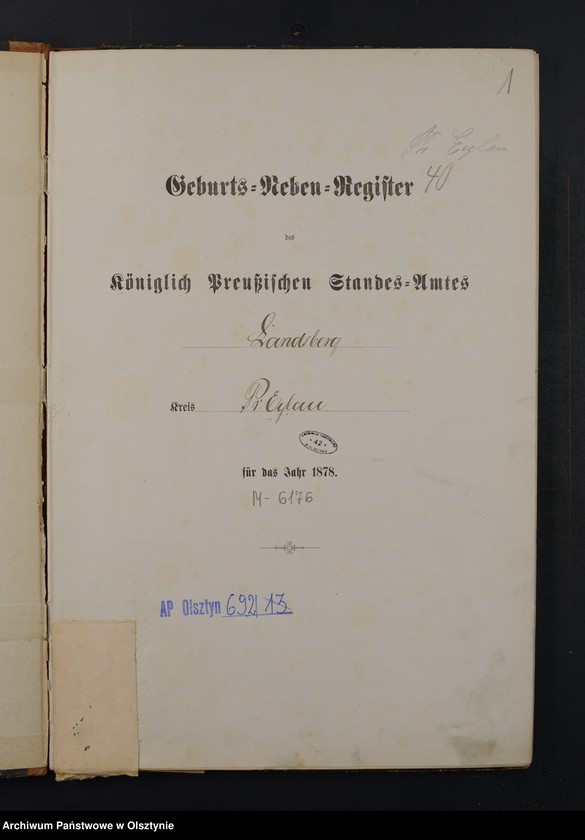 1
Pr Eylau
40
Geburts-Neben-Register
des
Königlich Preußischen Standes-Amtes
Landsberg
Kreis Pr Eylau
42
für das Jahr 1878.
M-6176
AP Olsztyn 692/13
Archiwum Państwowe w Olsztynie